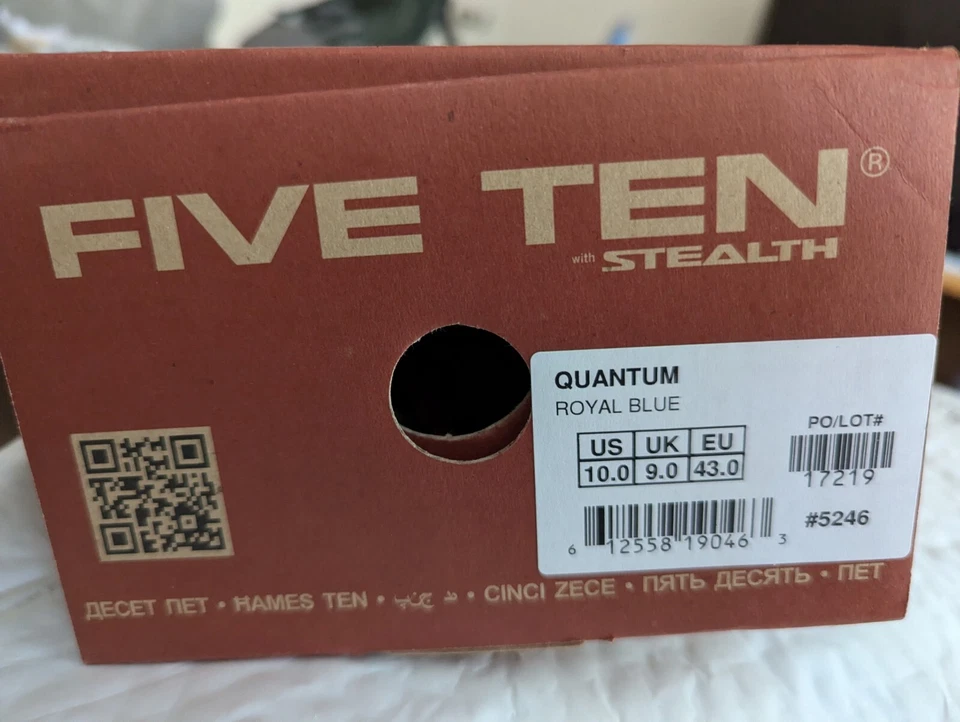 FIVE TEN®
with STEALTH
QUANTUM
ROYAL BLUE
US UK EU
10.0 9.0 43.0
PO/LOT#
17219
#5246
6 12558 19046 3
ДЕСЕТ ПЕТ • ĦAMES TEN • • CINCI ZECE • ПЯТЬ ДЕСЯТЬ • ПЕТ